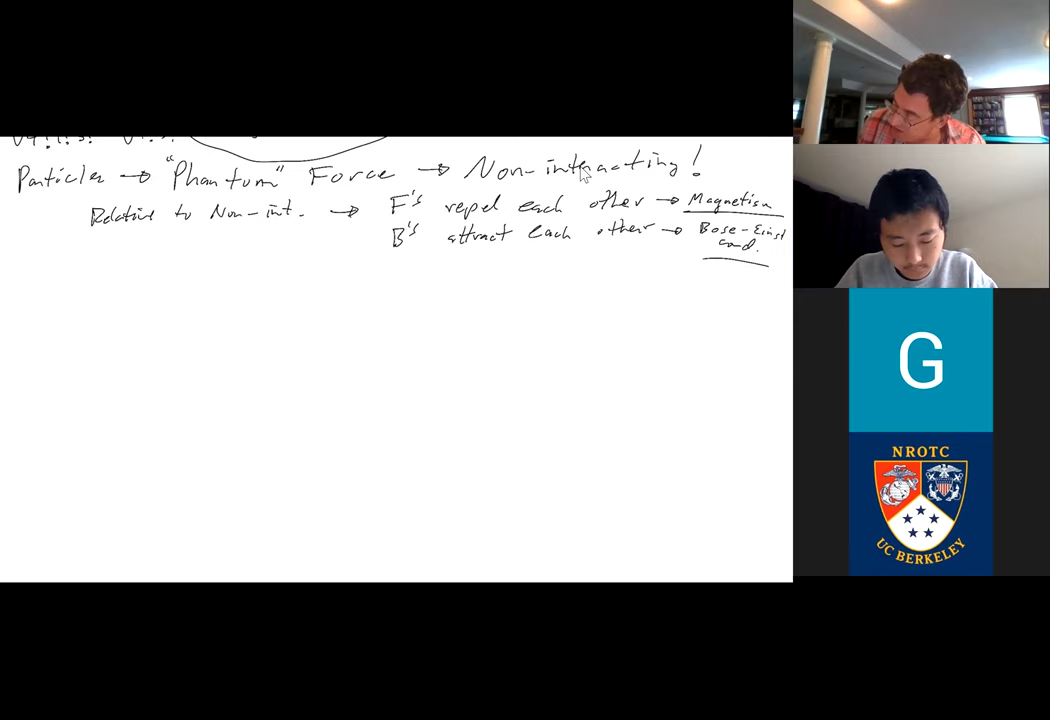 Particles → "Phantom" Force → Non-interacting!
Relative to Non-int. → F's repel each other → Magnetism
B's attract each other → Bose-Einst
cond.
G
NROTC
UC BERKELEY